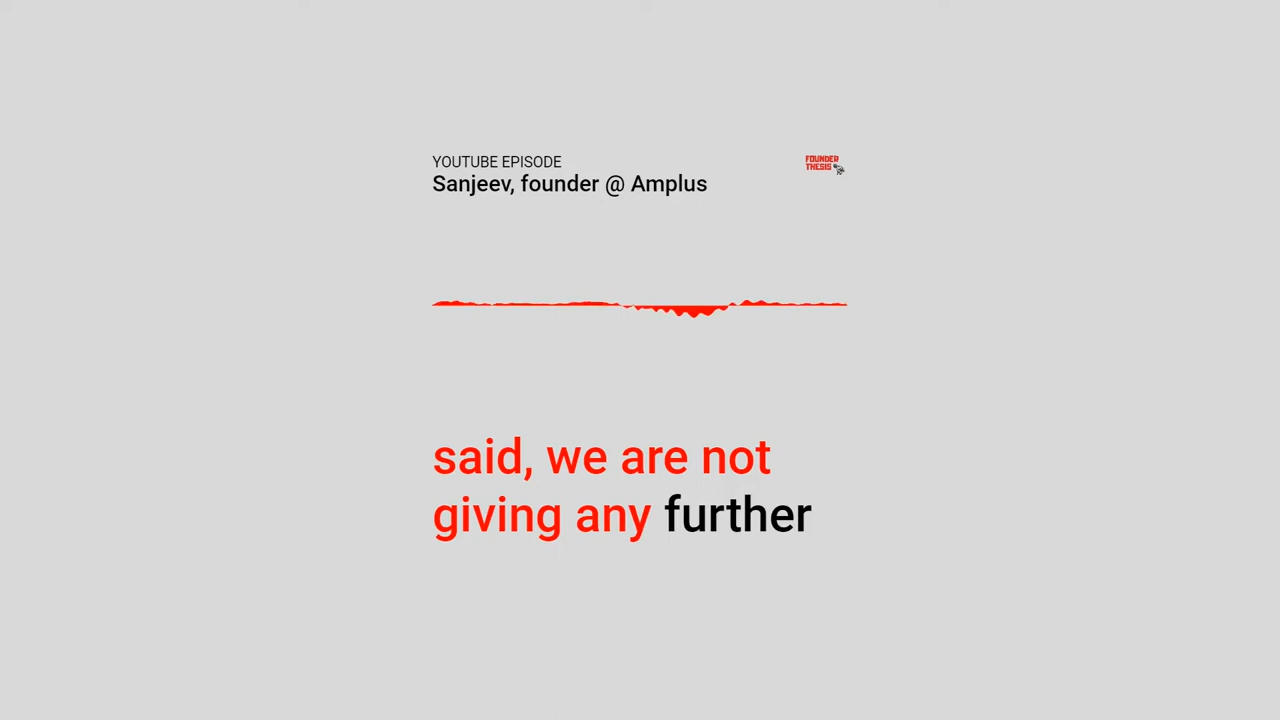 YOUTUBE EPISODE
Sanjeev, founder @ Amplus
FOUNDER
THESIS
said, we are not
giving any further